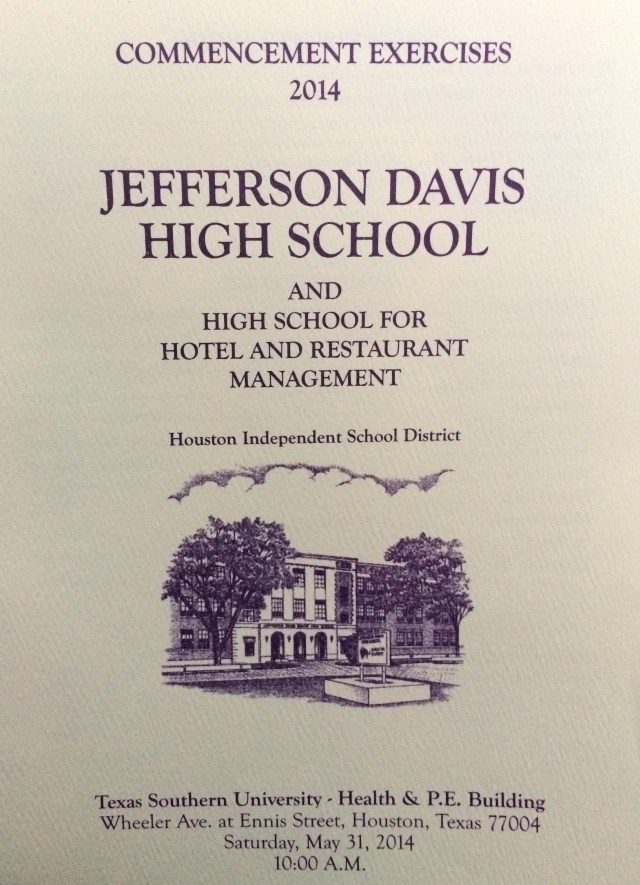 COMMENCEMENT EXERCISES
2014
JEFFERSON DAVIS
HIGH SCHOOL
AND
HIGH SCHOOL FOR
HOTEL AND RESTAURANT
MANAGEMENT
Houston Independent School District
Texas Southern University - Health & P.E. Building
Wheeler Ave. at Ennis Street, Houston, Texas 77004
Saturday, May 31, 2014
10:00 A.M.